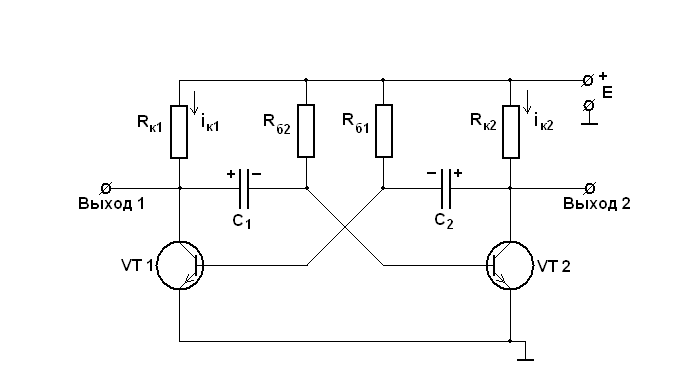 +
E
Rк1
iк1
Rб2
Rб1
Rк2
iк2
+ −
− +
Выход 1
C1
C2
Выход 2
VT 1
VT 2